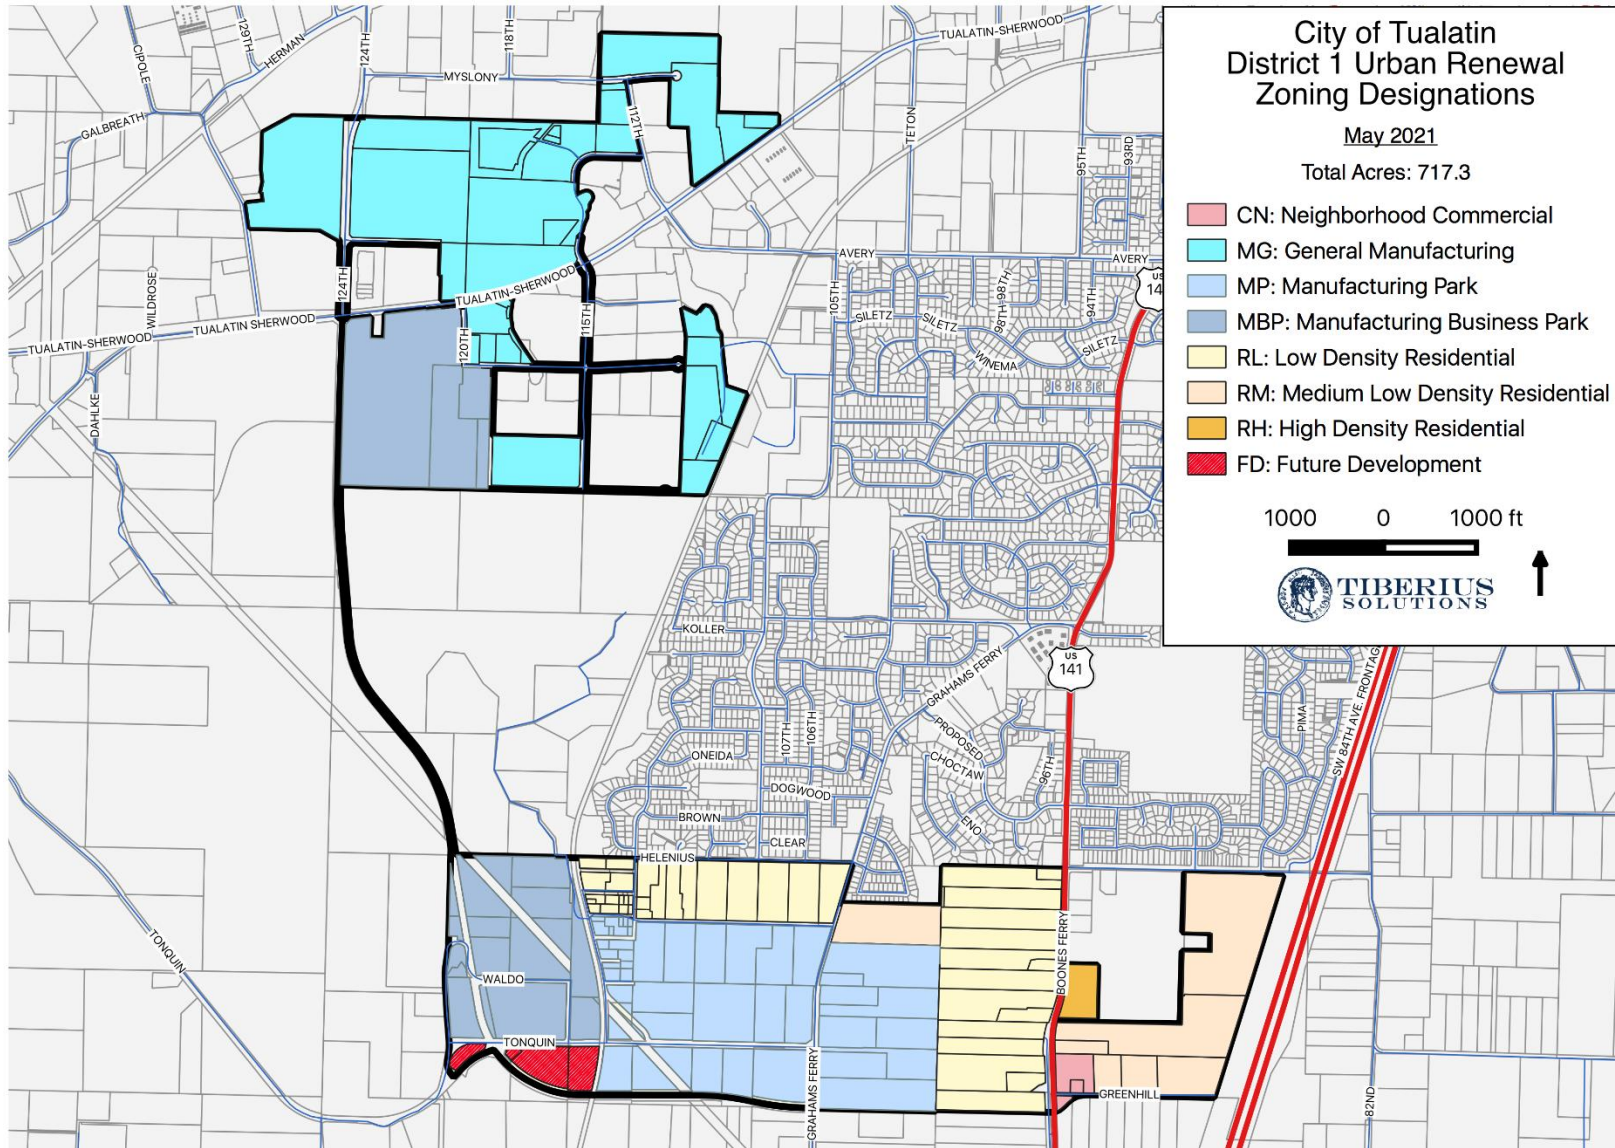 City of Tualatin
District 1 Urban Renewal
Zoning Designations
May 2021
Total Acres: 717.3
CN: Neighborhood Commercial
MG: General Manufacturing
MP: Manufacturing Park
MBP: Manufacturing Business Park
RL: Low Density Residential
RM: Medium Low Density Residential
RH: High Density Residential
FD: Future Development
1000 0 1000 ft
TIBERIUS
SOLUTIONS
CIPOLE
129TH
HERMAN
124TH
118TH
TUALATIN-SHERWOOD
MYSLONY
GALBREATH
112TH
TETON
95TH
93RD
AVERY
AVERY
124TH
WILDROSE
TUALATIN-SHERWOOD
TUALATIN SHERWOOD
TUALATIN-SHERWOOD
120TH
115TH
105TH
SILETZ
SILETZ
98TH
98TH
94TH
SILETZ
WINEMA
US
14
DAHLKE
KOLLER
GRAHAMS FERRY
US
141
PROPOSED
CHOCTAW
96TH
107TH
106TH
ONEIDA
DOGWOOD
BROWN
ENO
CLEAR
HELENIUS
PIMA
SW 84TH AVE. FRONTAG
TONQUIN
WALDO
TONQUIN
BOONES FERRY
GRAHAMS FERRY
GREENHILL
82ND